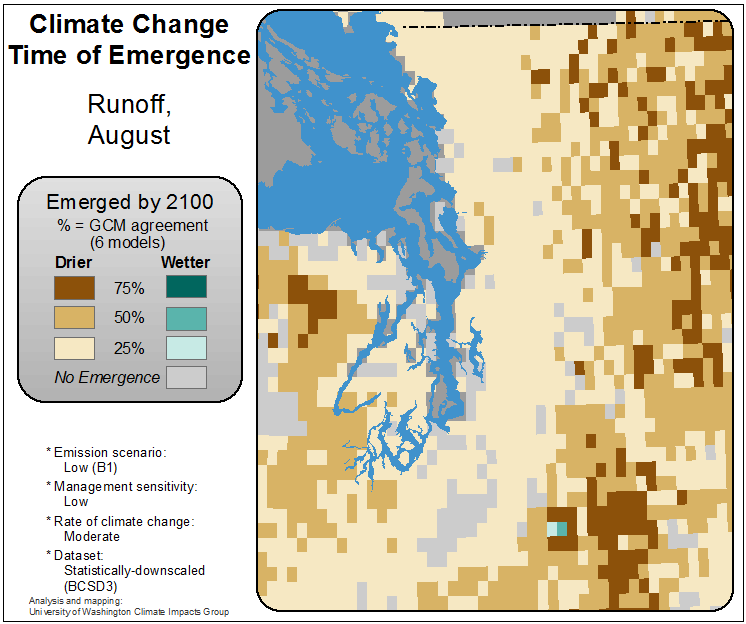 Climate Change
Time of Emergence
Runoff,
August
Emerged by 2100
% = GCM agreement
(6 models)
Drier Wetter
75%
50%
25%
No Emergence
* Emission scenario:
Low (B1)
* Management sensitivity:
Low
* Rate of climate change:
Moderate
* Dataset:
Statistically-downscaled
(BCSD3)
Analysis and mapping:
University of Washington Climate Impacts Group